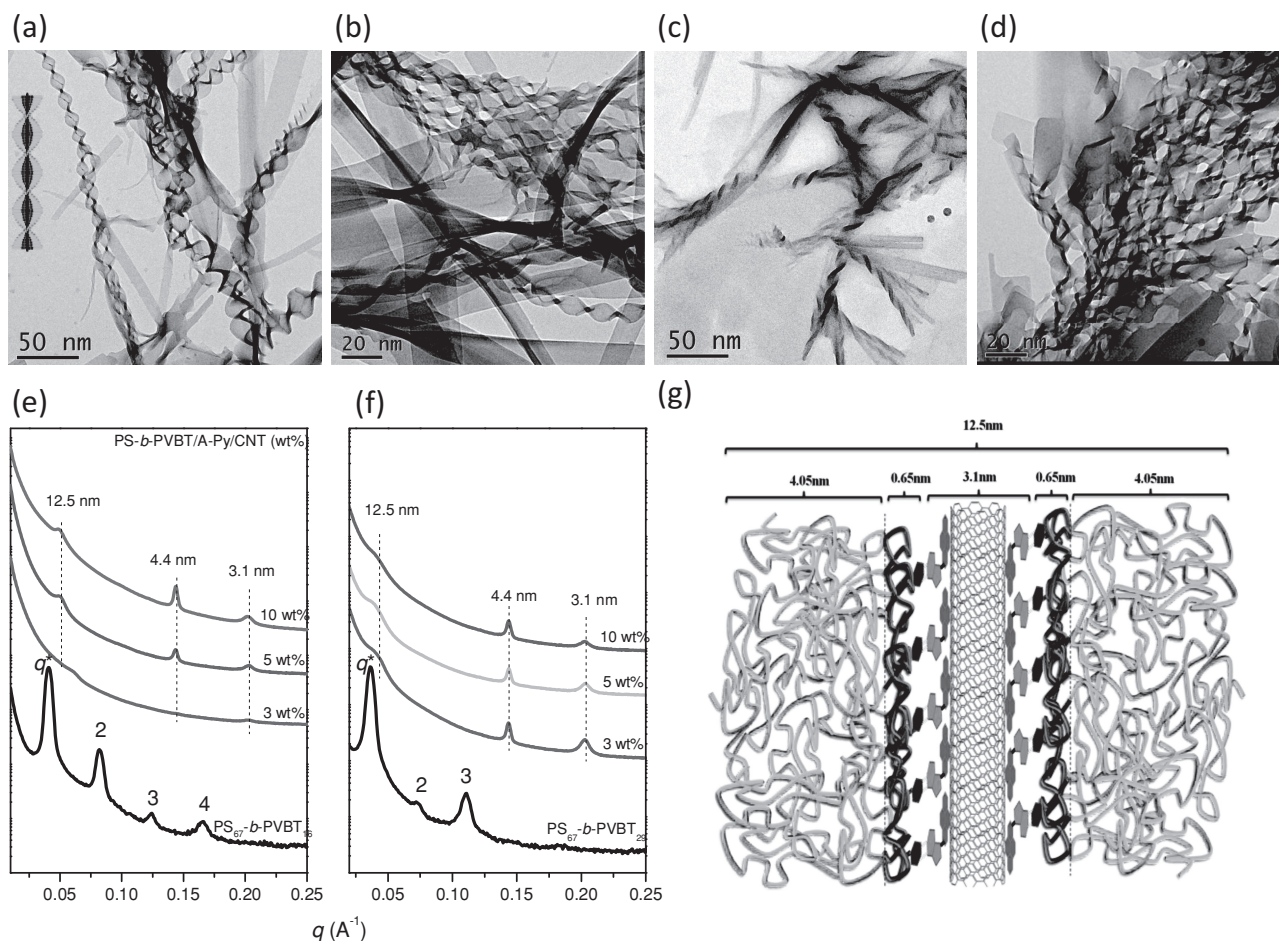 (a)
(b)
(c)
(d)
50 nm
20 nm
50 nm
20 nm
(e)
(f)
(g)
PS-b-PVBT/A-Py/CNT (wt%)
12.5 nm
4.4 nm
3.1 nm
10 wt%
5 wt%
3 wt%
q*
2
3
4
PS67-b-PVBT16
0.05 0.10 0.15 0.20 0.25
12.5 nm
4.4 nm
3.1 nm
10 wt%
5 wt%
3 wt%
q*
2
3
PS67-b-PVBT29
0.05 0.10 0.15 0.20 0.25
q (A-1)
12.5nm
4.05nm 0.65nm 3.1nm 0.65nm 4.05nm